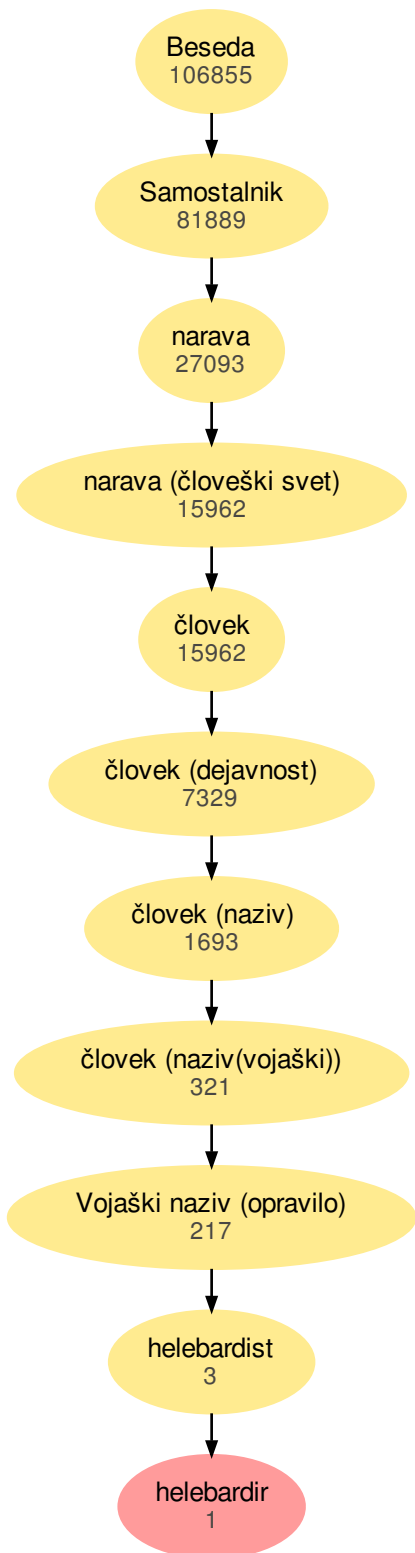 Beseda
106855
Samostalnik
81889
narava
27093
narava (človeški svet)
15962
človek
15962
človek (dejavnost)
7329
človek (naziv)
1693
človek (naziv(vojaški))
321
Vojaški naziv (opravilo)
217
helebardist
3
helebardir
1